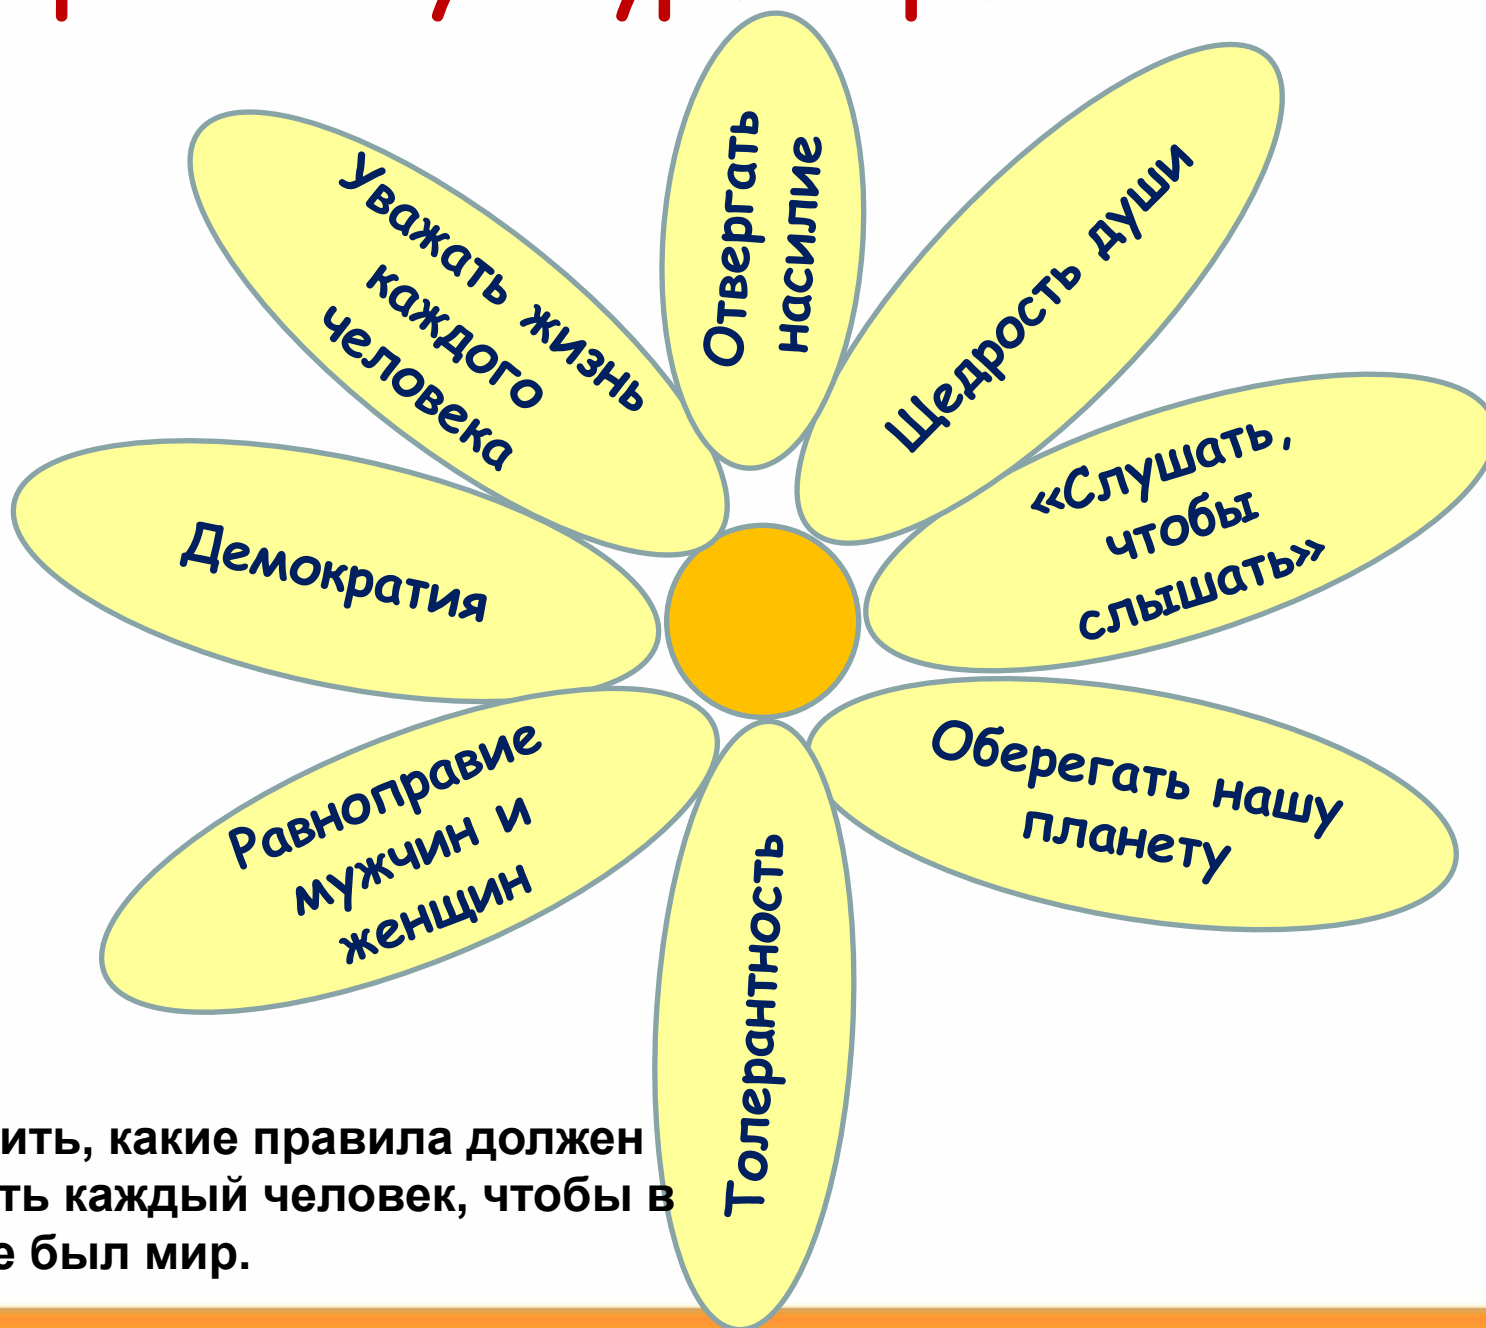 Отвергать
насилие
Щедрость души
«Слушать,
чтобы
слышать»
Оберегать нашу
планету
Толерантность
Равноправие
мужчин и
женщин
Демократия
Уважать жизнь
каждого
человека
ить, какие правила должен
ть каждый человек, чтобы в
е был мир.